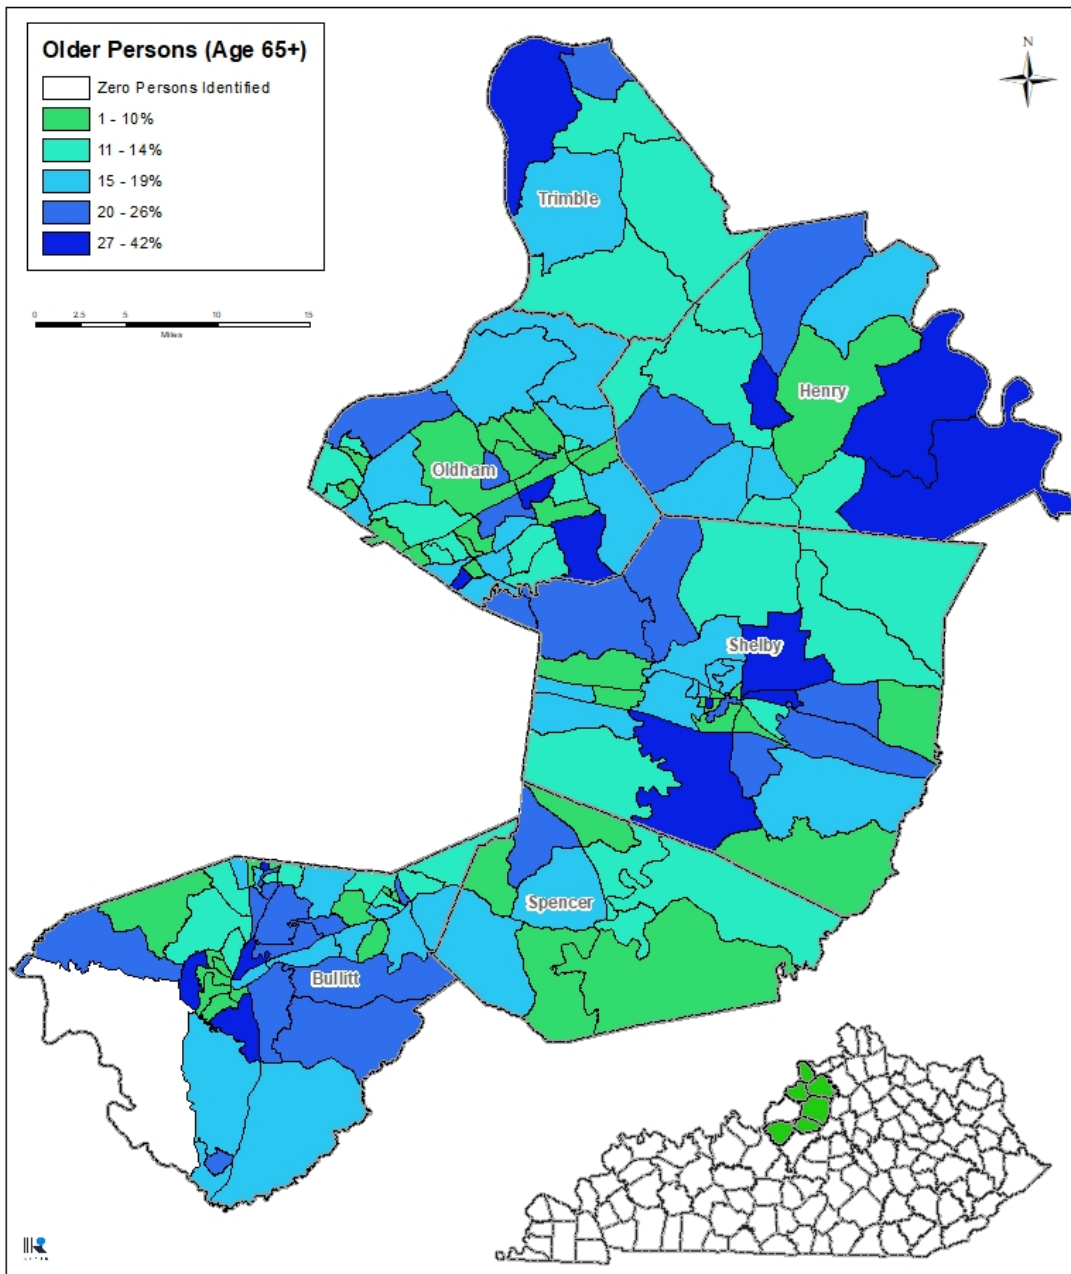 Older Persons (Age 65+)
Zero Persons Identified
1 - 10%
11 - 14%
15 - 19%
20 - 26%
27 - 42%
0 2.5 5 10 15
Miles
N
Trimble
Henry
Oldham
Shelby
Spencer
Bullitt